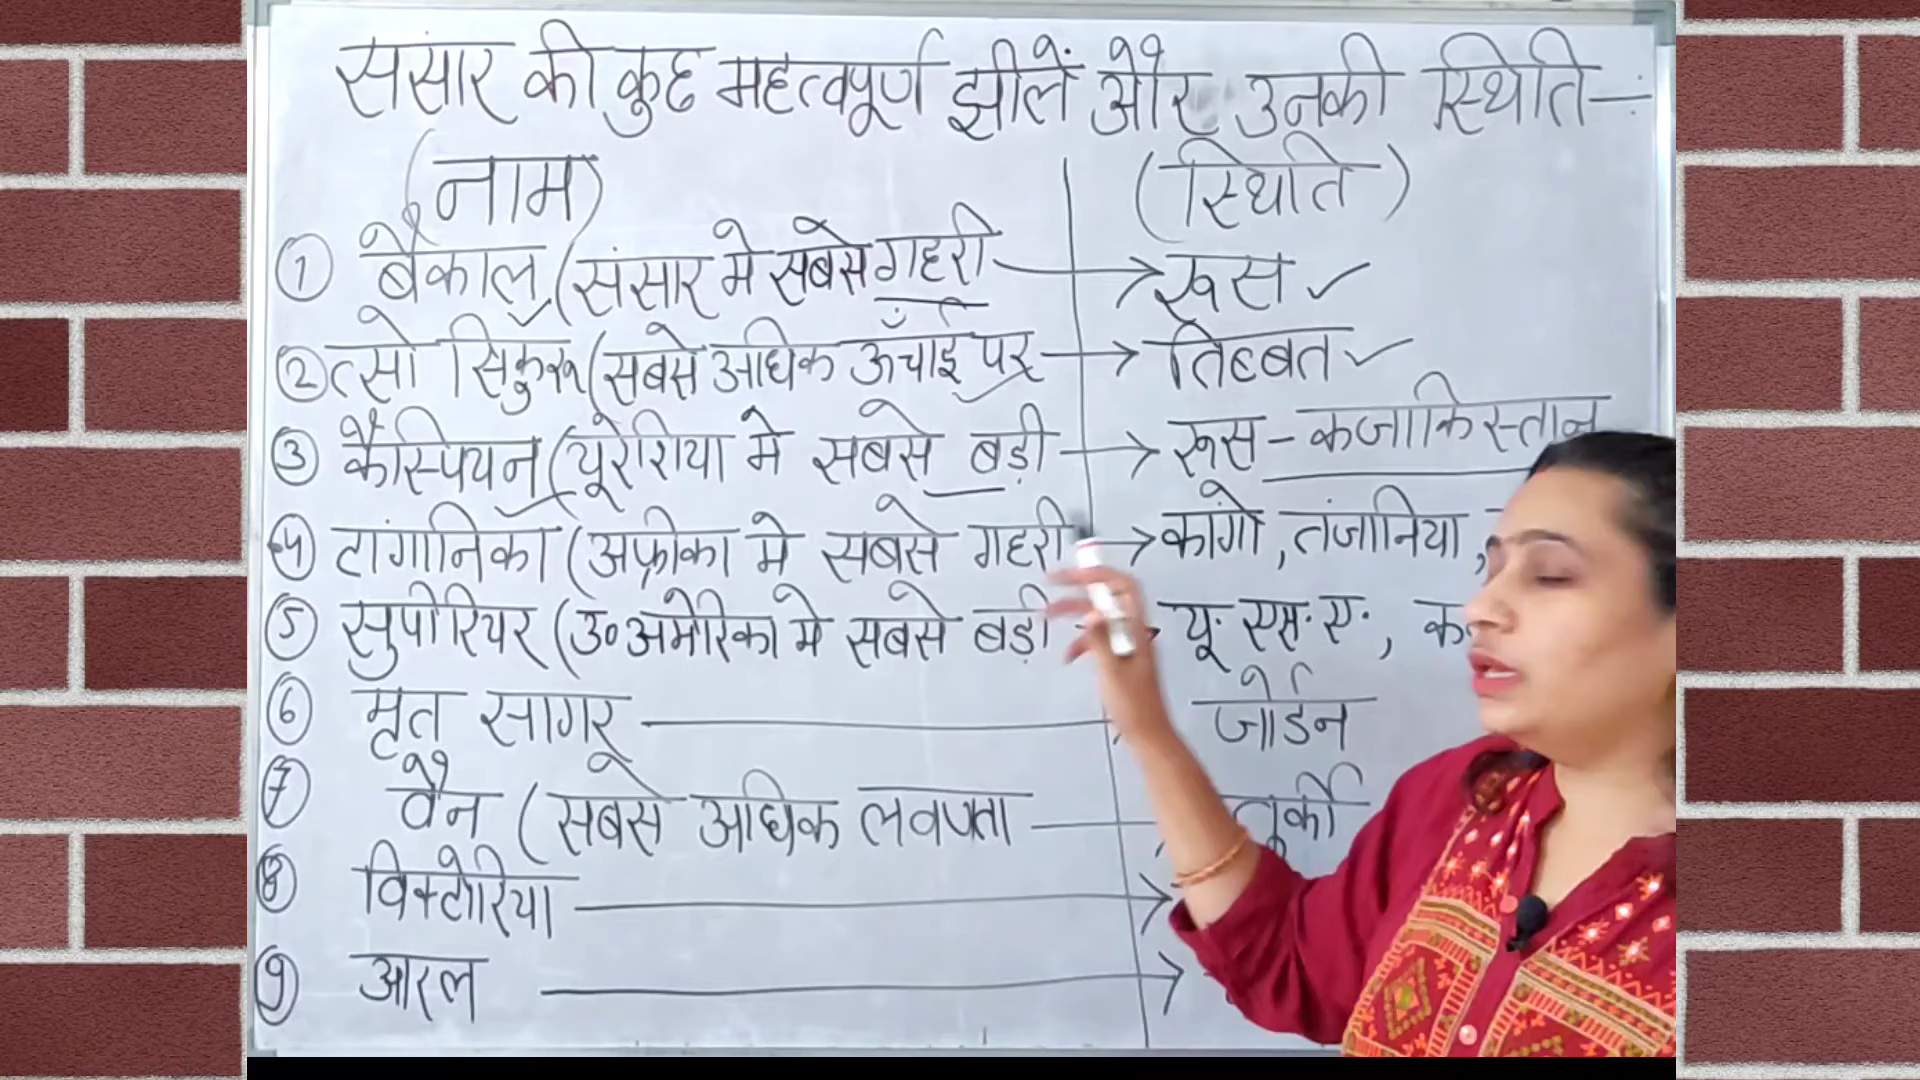 संसार की कुछ महत्वपूर्ण झीलें और उनकी स्थिति—
(नाम) (स्थिति)
① बैकाल (संसार मे सबसे गहरी → रूस ✓
② त्सो सिकुरू (सबसे अधिक ऊँचाई पर → तिब्बत ✓
③ कैस्पियन (यूरेशिया मे सबसे बड़ी → रूस - कजाकिस्तान
④ टांगानिका (अफ्रीका मे सबसे गहरी → कांगो, तंजानिया,
⑤ सुपीरियर (उ० अमेरिका मे सबसे बड़ी → यू. एस. ए.,
⑥ मृत सागर → जोर्डन
⑦ वैन (सबसे अधिक लवणता → तुर्की
⑧ विक्टोरिया →
⑨ आरल →